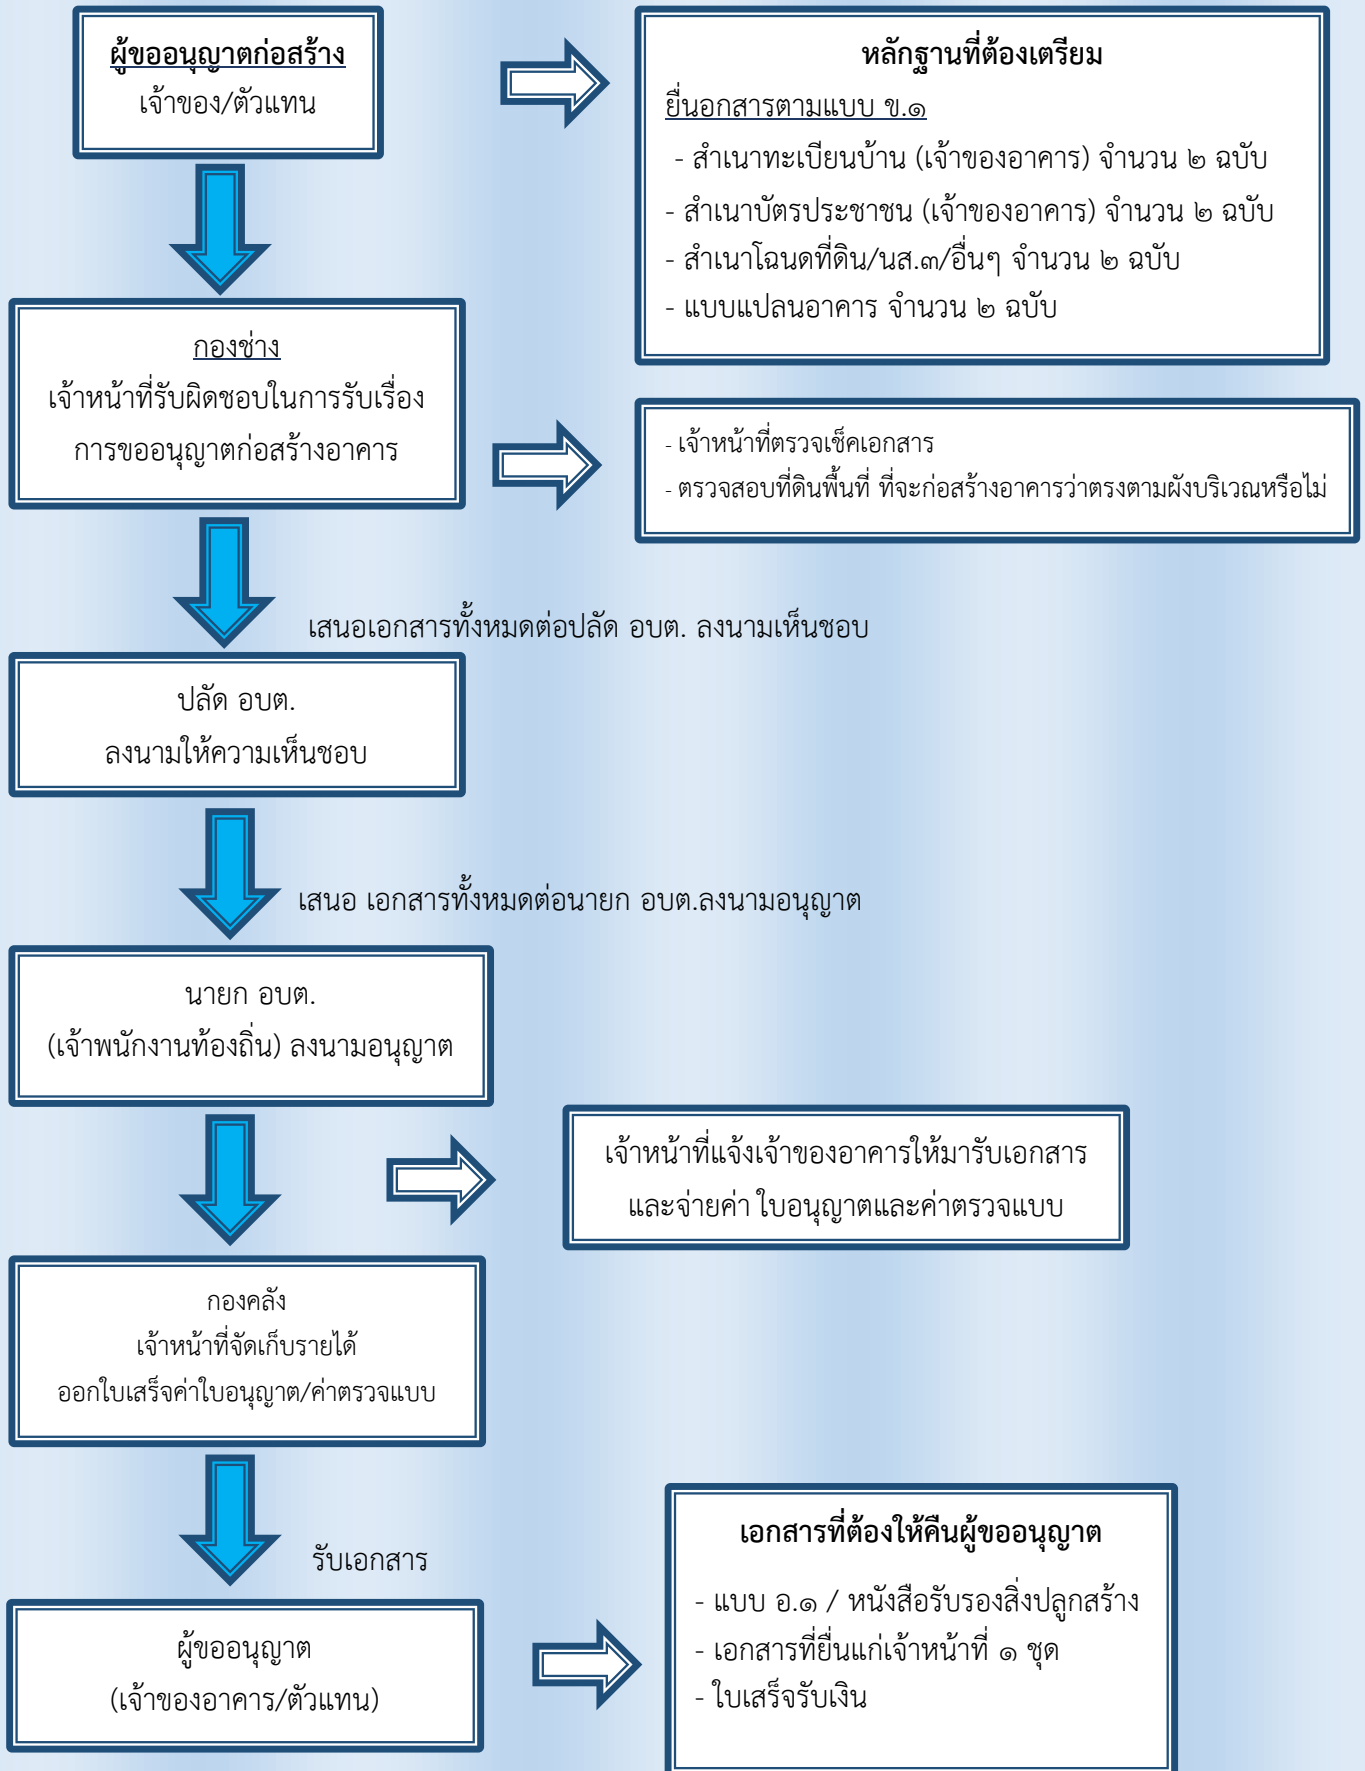 ผู้ขออนุญาตก่อสร้าง
เจ้าของ/ตัวแทน
หลักฐานที่ต้องเตรียม
ยื่นอกสารตามแบบ ข.๑
- สำเนาทะเบียนบ้าน (เจ้าของอาคาร) จำนวน ๒ ฉบับ
- สำเนาบัตรประชาชน (เจ้าของอาคาร) จำนวน ๒ ฉบับ
- สำเนาโฉนดที่ดิน/นส.๓/อื่นๆ จำนวน ๒ ฉบับ
- แบบแปลนอาคาร จำนวน ๒ ฉบับ
กองช่าง
เจ้าหน้าที่รับผิดชอบในการรับเรื่อง
การขออนุญาตก่อสร้างอาคาร
- เจ้าหน้าที่ตรวจเช็คเอกสาร
- ตรวจสอบที่ดินพื้นที่ ที่จะก่อสร้างอาคารว่าตรงตามผังบริเวณหรือไม่
เสนอเอกสารทั้งหมดต่อปลัด อบต. ลงนามเห็นชอบ
ปลัด อบต.
ลงนามให้ความเห็นชอบ
เสนอ เอกสารทั้งหมดต่อนายก อบต.ลงนามอนุญาต
นายก อบต.
(เจ้าพนักงานท้องถิ่น) ลงนามอนุญาต
เจ้าหน้าที่แจ้งเจ้าของอาคารให้มารับเอกสาร
และจ่ายค่า ใบอนุญาตและค่าตรวจแบบ
กองคลัง
เจ้าหน้าที่จัดเก็บรายได้
ออกใบเสร็จค่าใบอนุญาต/ค่าตรวจแบบ
รับเอกสาร
ผู้ขออนุญาต
(เจ้าของอาคาร/ตัวแทน)
เอกสารที่ต้องให้คืนผู้ขออนุญาต
- แบบ อ.๑ / หนังสือรับรองสิ่งปลูกสร้าง
- เอกสารที่ยื่นแก่เจ้าหน้าที่ ๑ ชุด
- ใบเสร็จรับเงิน